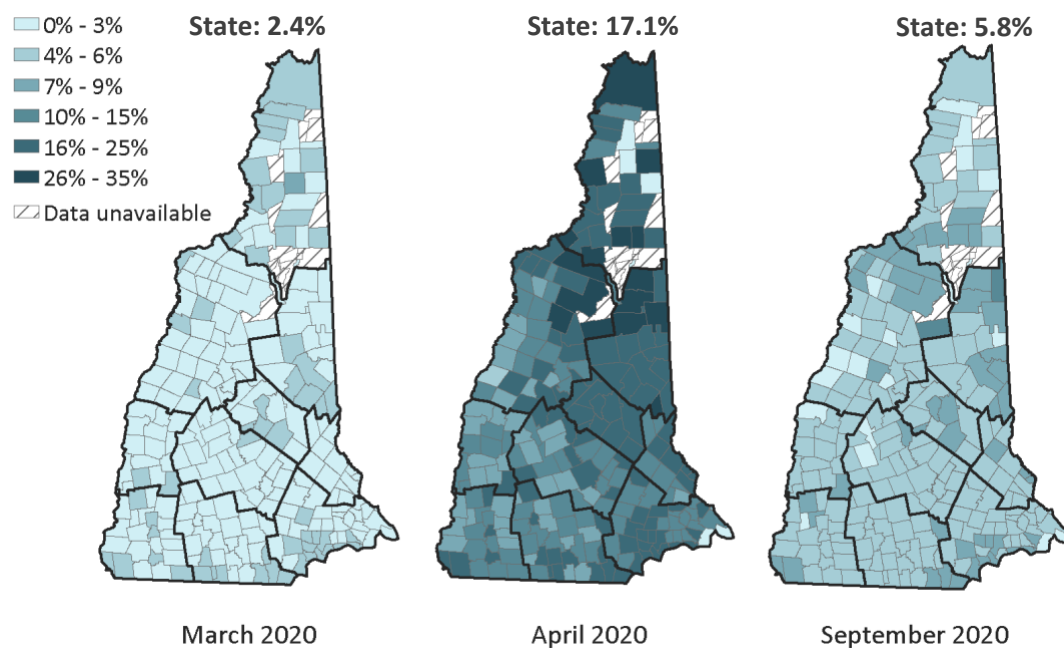 0% - 3%
4% - 6%
7% - 9%
10% - 15%
16% - 25%
26% - 35%
Data unavailable
State: 2.4%
State: 17.1%
State: 5.8%
March 2020
April 2020
September 2020